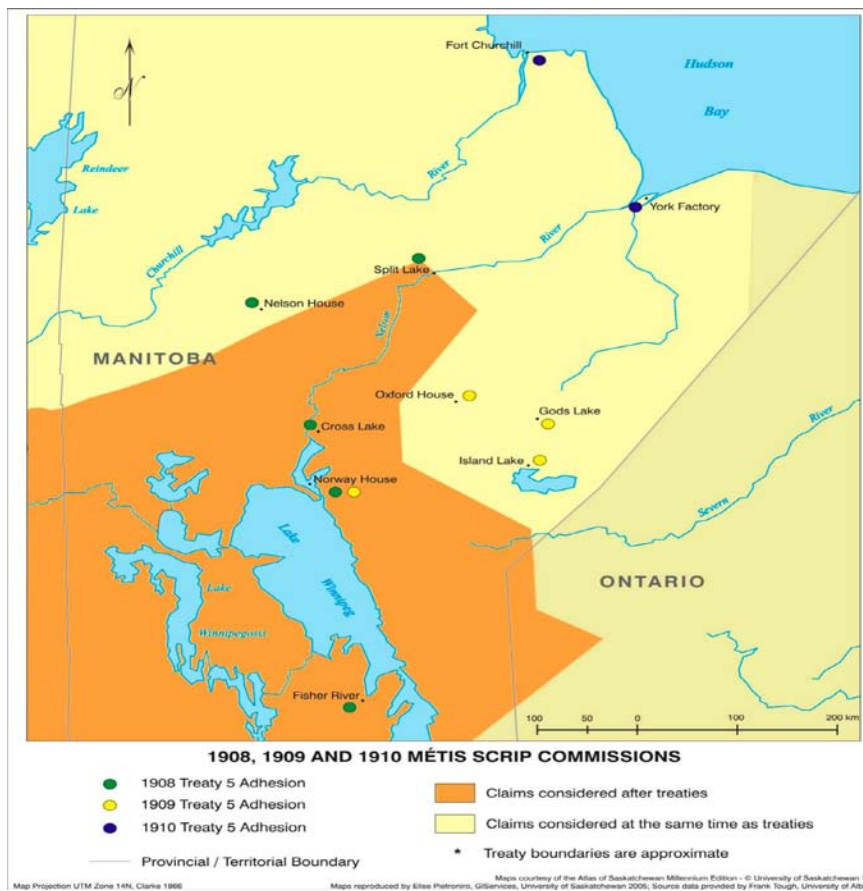 Fort Churchill
Hudson
Bay
N
Reindeer
Lake
River
York Factory
Churchill
River
Split Lake
Nelson House
Nelson
MANITOBA
Oxford House
Gods Lake
Cross Lake
Island Lake
River
Norway House
Severn
Lake
ONTARIO
Winnipeg
Lake
Winnipegosis
Fisher River
100 50 0 100 200 km
1908, 1909 AND 1910 MÉTIS SCRIP COMMISSIONS
1908 Treaty 5 Adhesion
1909 Treaty 5 Adhesion
1910 Treaty 5 Adhesion
Provincial / Territorial Boundary
Claims considered after treaties
Claims considered at the same time as treaties
* Treaty boundaries are approximate
Maps courtesy of the Atlas of Saskatchewan Millennium Edition - © University of Saskatchewan
Map Projection UTM Zone 14N, Clarke 1866
Maps reproduced by Elise Pietroniro, GIServices, University of Saskatchewan 2005; Source data provided by Frank Tough, University of Al